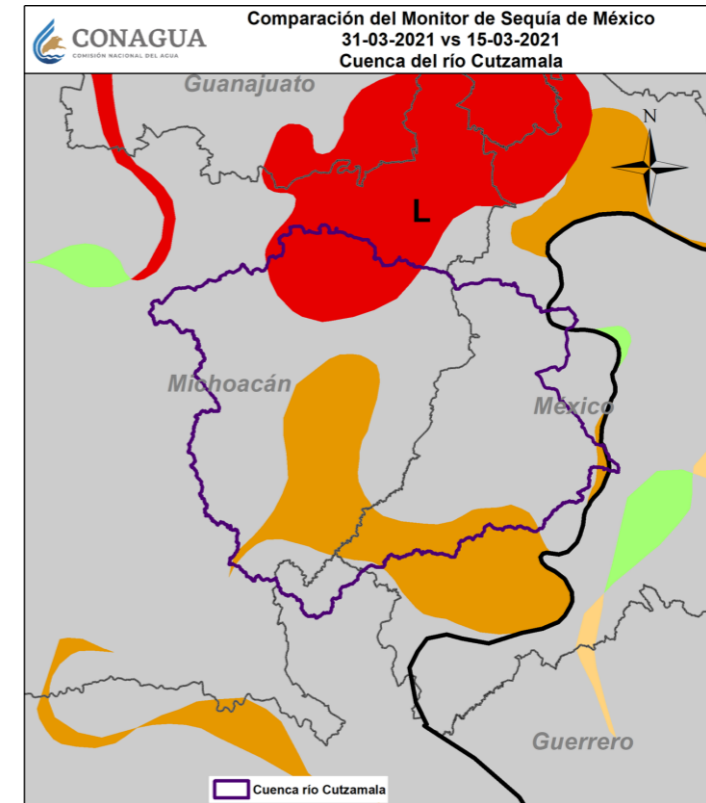 CONAGUA
COMISIÓN NACIONAL DEL AGUA
Comparación del Monitor de Sequía de México
31-03-2021 vs 15-03-2021
Cuenca del río Cutzamala
Guanajuato
N
L
Michoacán
México
Guerrero
Cuenca río Cutzamala